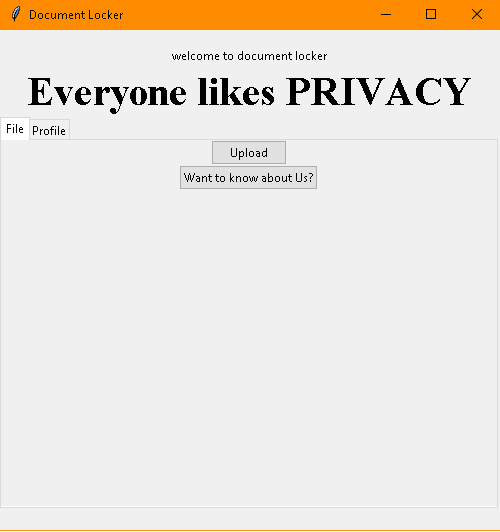 Document Locker
welcome to document locker
Everyone likes PRIVACY
File Profile
Upload
Want to know about Us?